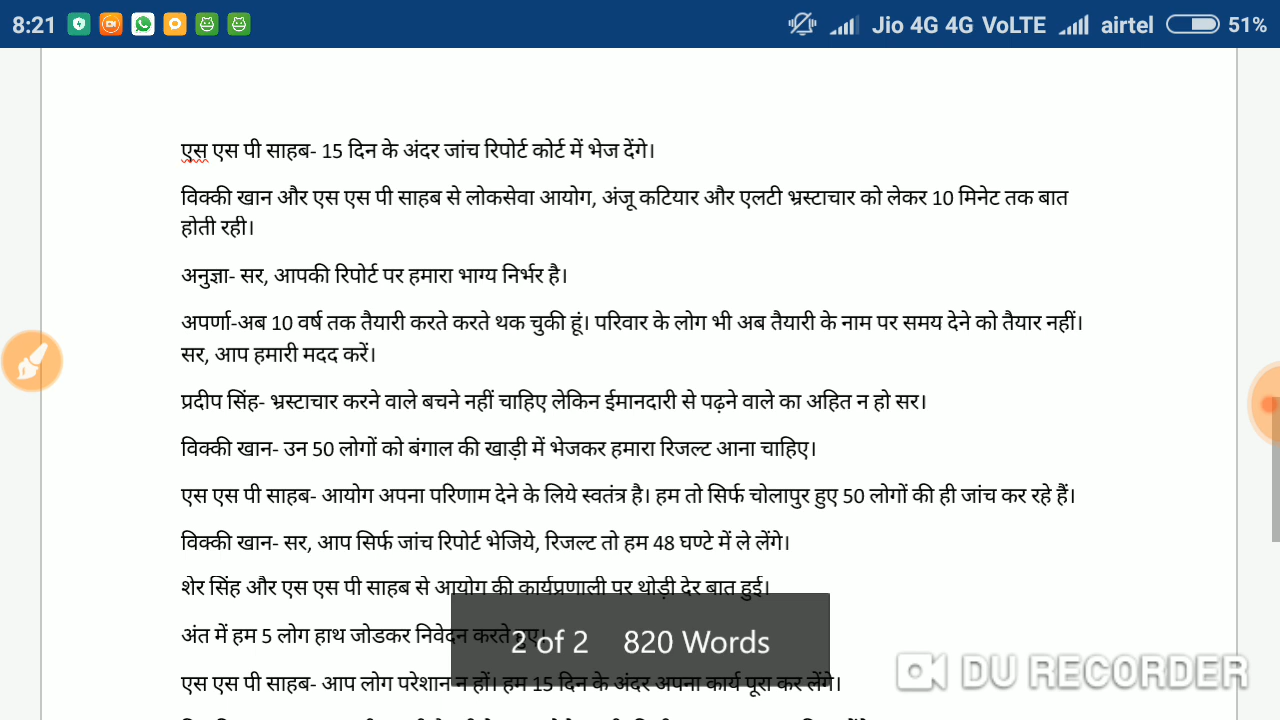 8:21 Jio 4G 4G VoLTE airtel 51%
एस एस पी साहब- 15 दिन के अंदर जांच रिपोर्ट कोर्ट में भेज देंगे।
विक्की खान और एस एस पी साहब से लोकसेवा आयोग, अंजू कटियार और एलटी भ्रस्टाचार को लेकर 10 मिनेट तक बात
होती रही।
अनुज्ञा- सर, आपकी रिपोर्ट पर हमारा भाग्य निर्भर है।
अपर्णा-अब 10 वर्ष तक तैयारी करते करते थक चुकी हूं। परिवार के लोग भी अब तैयारी के नाम पर समय देने को तैयार नहीं।
सर, आप हमारी मदद करें।
प्रदीप सिंह- भ्रस्टाचार करने वाले बचने नहीं चाहिए लेकिन ईमानदारी से पढ़ने वाले का अहित न हो सर।
विक्की खान- उन 50 लोगों को बंगाल की खाड़ी में भेजकर हमारा रिजल्ट आना चाहिए।
एस एस पी साहब- आयोग अपना परिणाम देने के लिये स्वतंत्र है। हम तो सिर्फ चोलापुर हुए 50 लोगों की ही जांच कर रहे हैं।
विक्की खान- सर, आप सिर्फ जांच रिपोर्ट भेजिये, रिजल्ट तो हम 48 घण्टे में ले लेंगे।
शेर सिंह और एस एस पी साहब से आयोग की कार्यप्रणाली पर थोड़ी देर बात हुई।
अंत में हम 5 लोग हाथ जोडकर निवेदन करते हुए।
2 of 2 820 Words
एस एस पी साहब- आप लोग परेशान न हों। हम 15 दिन के अंदर अपना कार्य पूरा कर लेंगे।
DU RECORDER